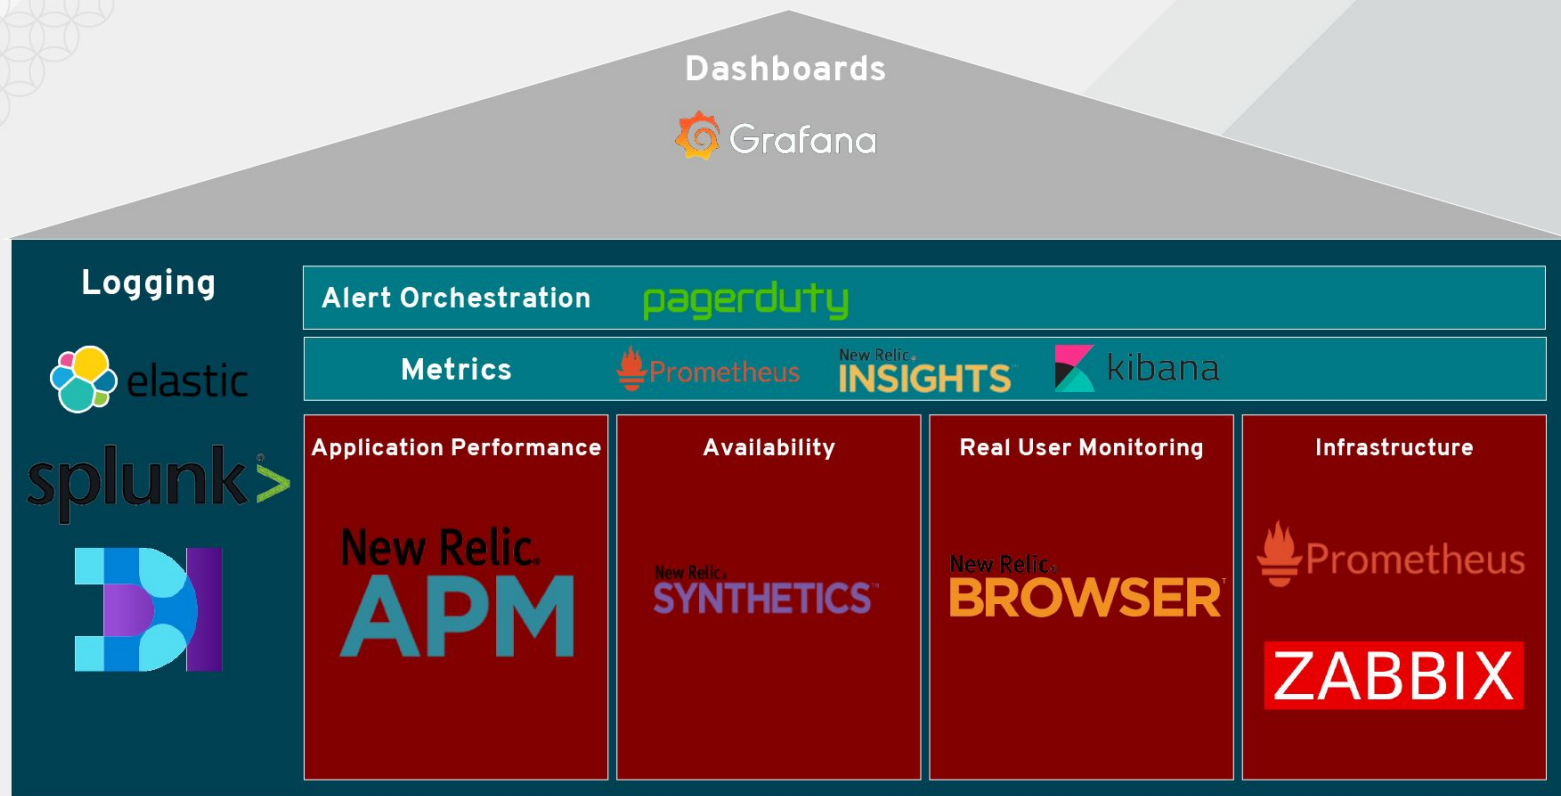 Dashboards
Grafana
Logging
elastic
splunk>
Alert Orchestration
pagerduty
Metrics
Prometheus
New Relic.
INSIGHTS
kibana
Application Performance
New Relic.
APM
Availability
New Relic.
SYNTHETICS™
Real User Monitoring
New Relic.
BROWSER
Infrastructure
Prometheus
ZABBIX